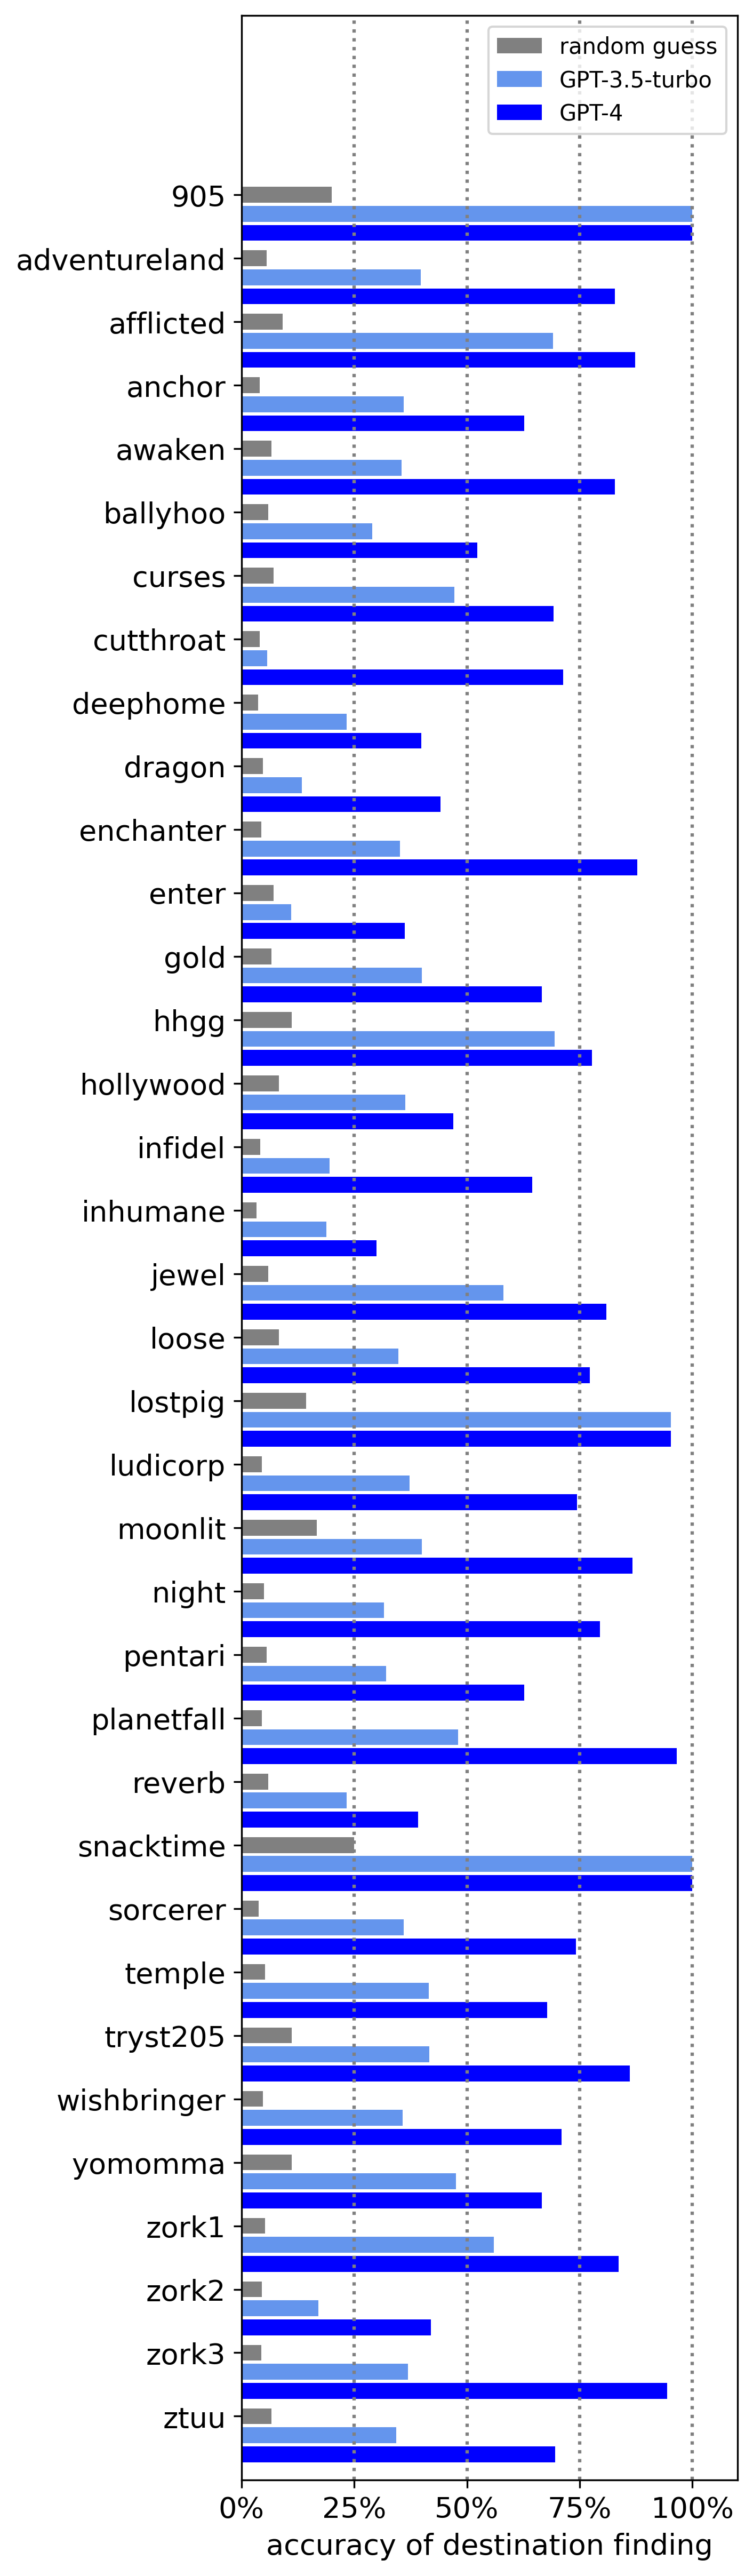 random guess
GPT-3.5-turbo
GPT-4
905
adventureland
afflicted
anchor
awaken
ballyhoo
curses
cutthroat
deephome
dragon
enchanter
enter
gold
hhgg
hollywood
infidel
inhumane
jewel
loose
lostpig
ludicorp
moonlit
night
pentari
planetfall
reverb
snacktime
sorcerer
temple
tryst205
wishbringer
yomomma
zork1
zork2
zork3
ztuu
0% 25% 50% 75% 100%
accuracy of destination finding